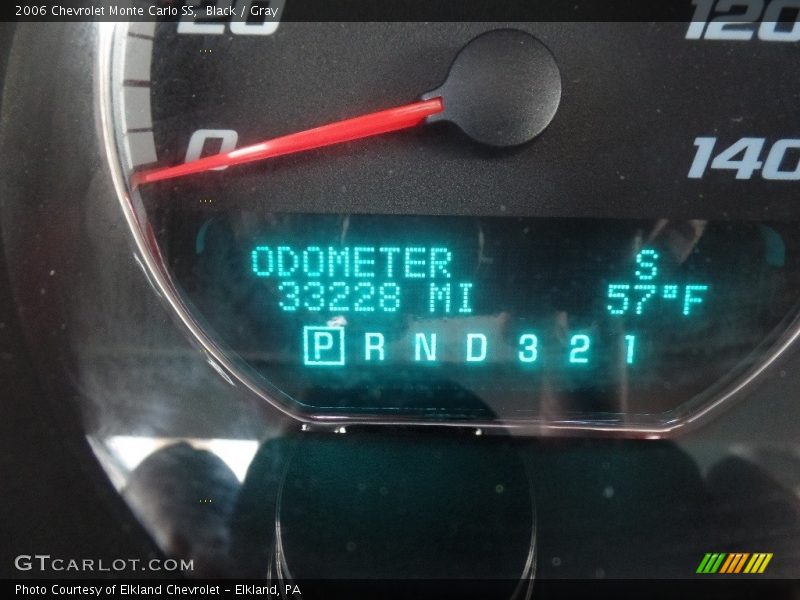 2006 Chevrolet Monte Carlo SS, Black / Gray
20
120
0
140
ODOMETER S
33228 MI 57°F
P R N D 3 2 1
GTCARLOT.COM
Photo Courtesy of Elkland Chevrolet - Elkland, PA